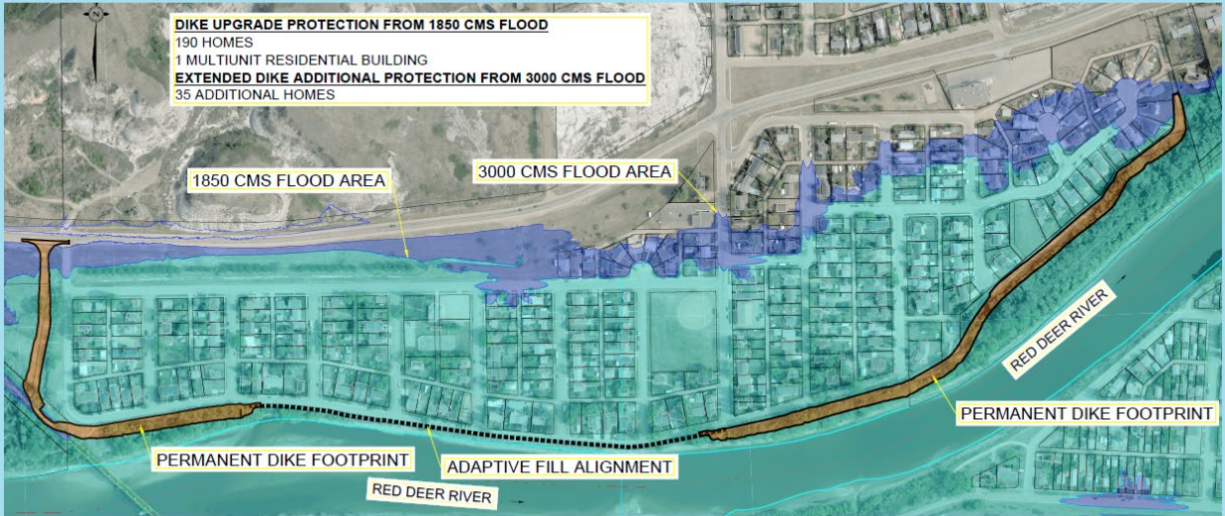 N
DIKE UPGRADE PROTECTION FROM 1850 CMS FLOOD
190 HOMES
1 MULTIUNIT RESIDENTIAL BUILDING
EXTENDED DIKE ADDITIONAL PROTECTION FROM 3000 CMS FLOOD
35 ADDITIONAL HOMES
3000 CMS FLOOD AREA
1850 CMS FLOOD AREA
RED DEER RIVER
PERMANENT DIKE FOOTPRINT
PERMANENT DIKE FOOTPRINT
ADAPTIVE FILL ALIGNMENT
RED DEER RIVER